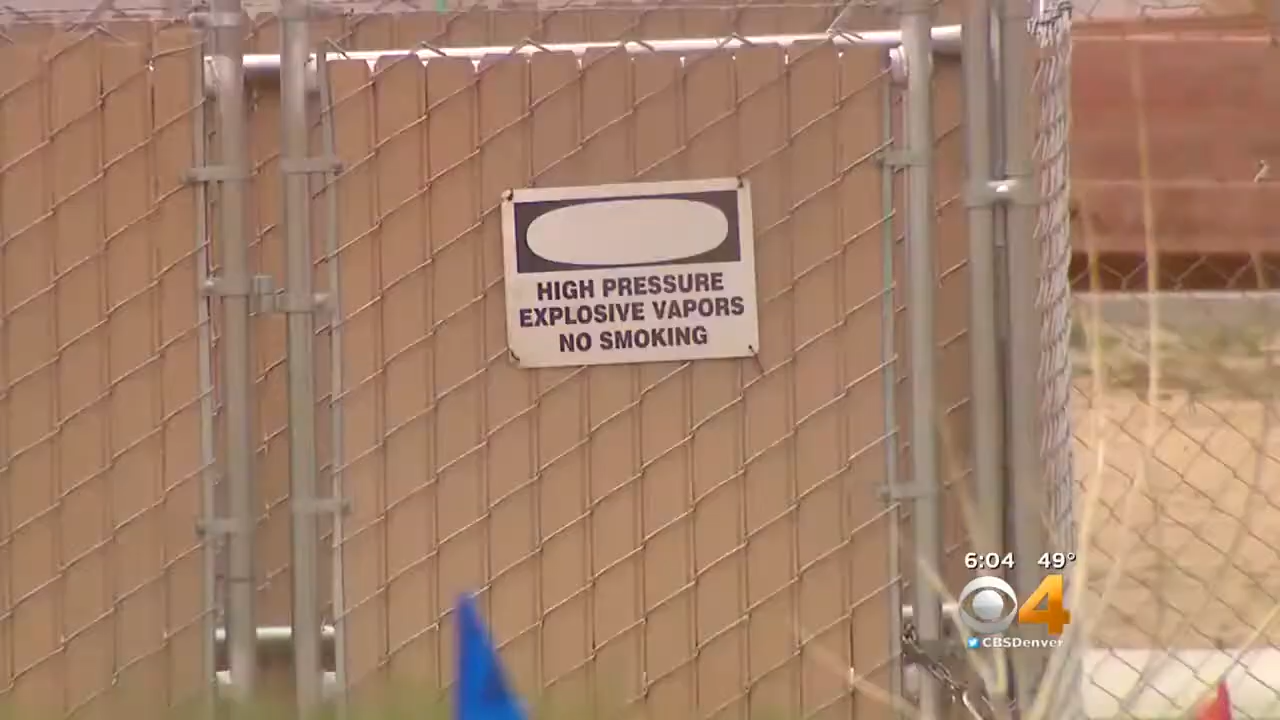 HIGH PRESSURE
EXPLOSIVE VAPORS
NO SMOKING
6:04 49°
4
CBSDenver